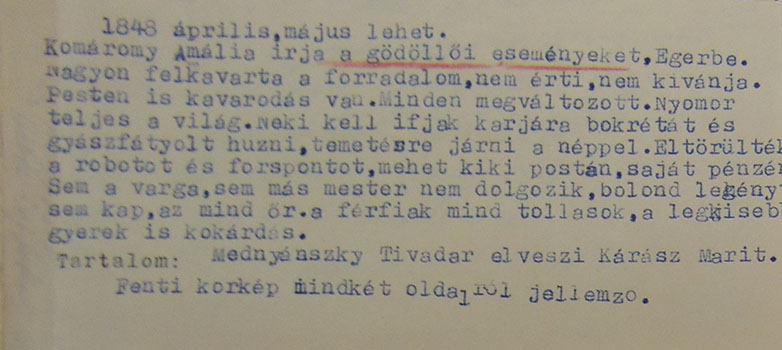 1848 április,május lehet.
Komáromy Amália irja a gödöllői eseményeket,Egerbe.
Nagyon felkavarta a forradalom,nem érti,nem kivánja.
Pesten is kavarodás van.Minden megváltozott.Nyomor
teljes a világ.Neki kell ifjak karjára bokrétát és
gyászfátyolt huzni,temetésre járni a néppel.Eltörülték
a robotot és forspontot,mehet kiki postán,saját pénzén
Sem a varga,sem más mester nem dolgozik,bolond legény
sem kap,az mind őr.a férfiak mind tollasok,a legkisebb
gyerek is kokárdás.
Tartalom: Mednyánszky Tivadar elveszi Kárász Marit.
Fenti korkép mindkét oldalról jellemzo.